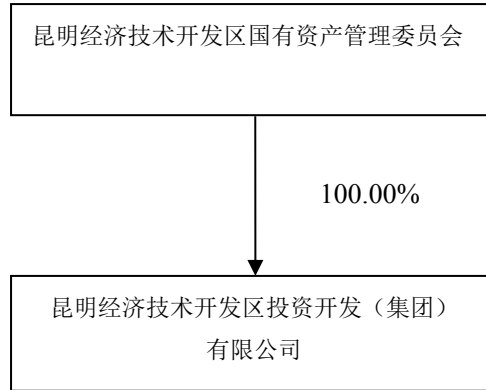 昆明经济技术开发区国有资产管理委员会
100.00%
昆明经济技术开发区投资开发（集团）
有限公司